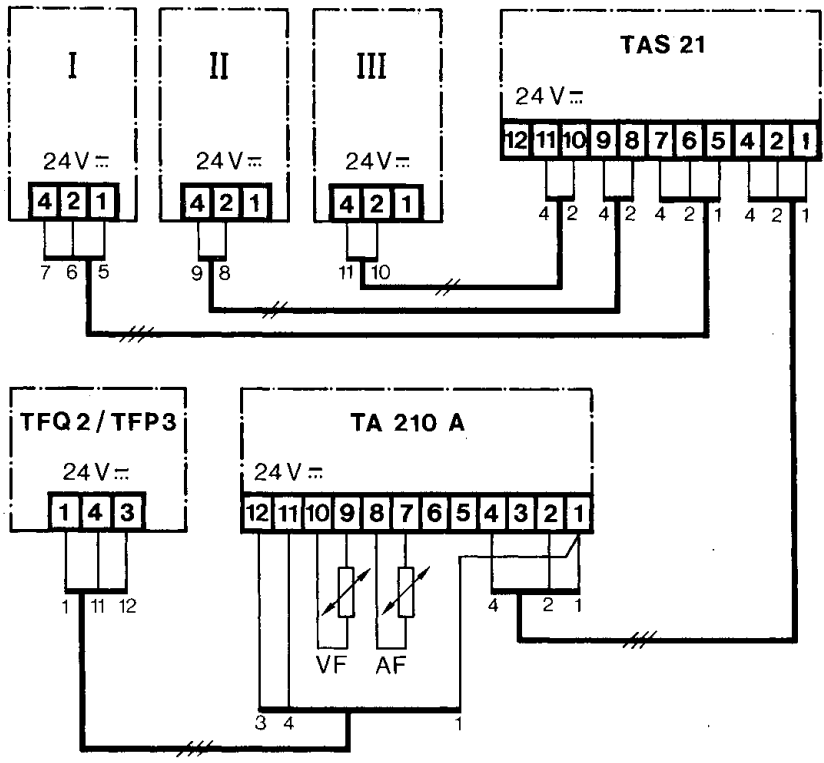 I II III TAS 21
24V⎓ 24V⎓ 24V⎓ 24V⎓
4 2 1 4 2 1 4 2 1 12 11 10 9 8 7 6 5 4 2 1
4 2 4 2 4 2 1 4 2 1
7 6 5 9 8 11 10
TFQ2/TFP3 TA 210 A
24V⎓ 24V⎓
1 4 3 12 11 10 9 8 7 6 5 4 3 2 1
1 11 12 4 2 1
VF AF
3 4 1